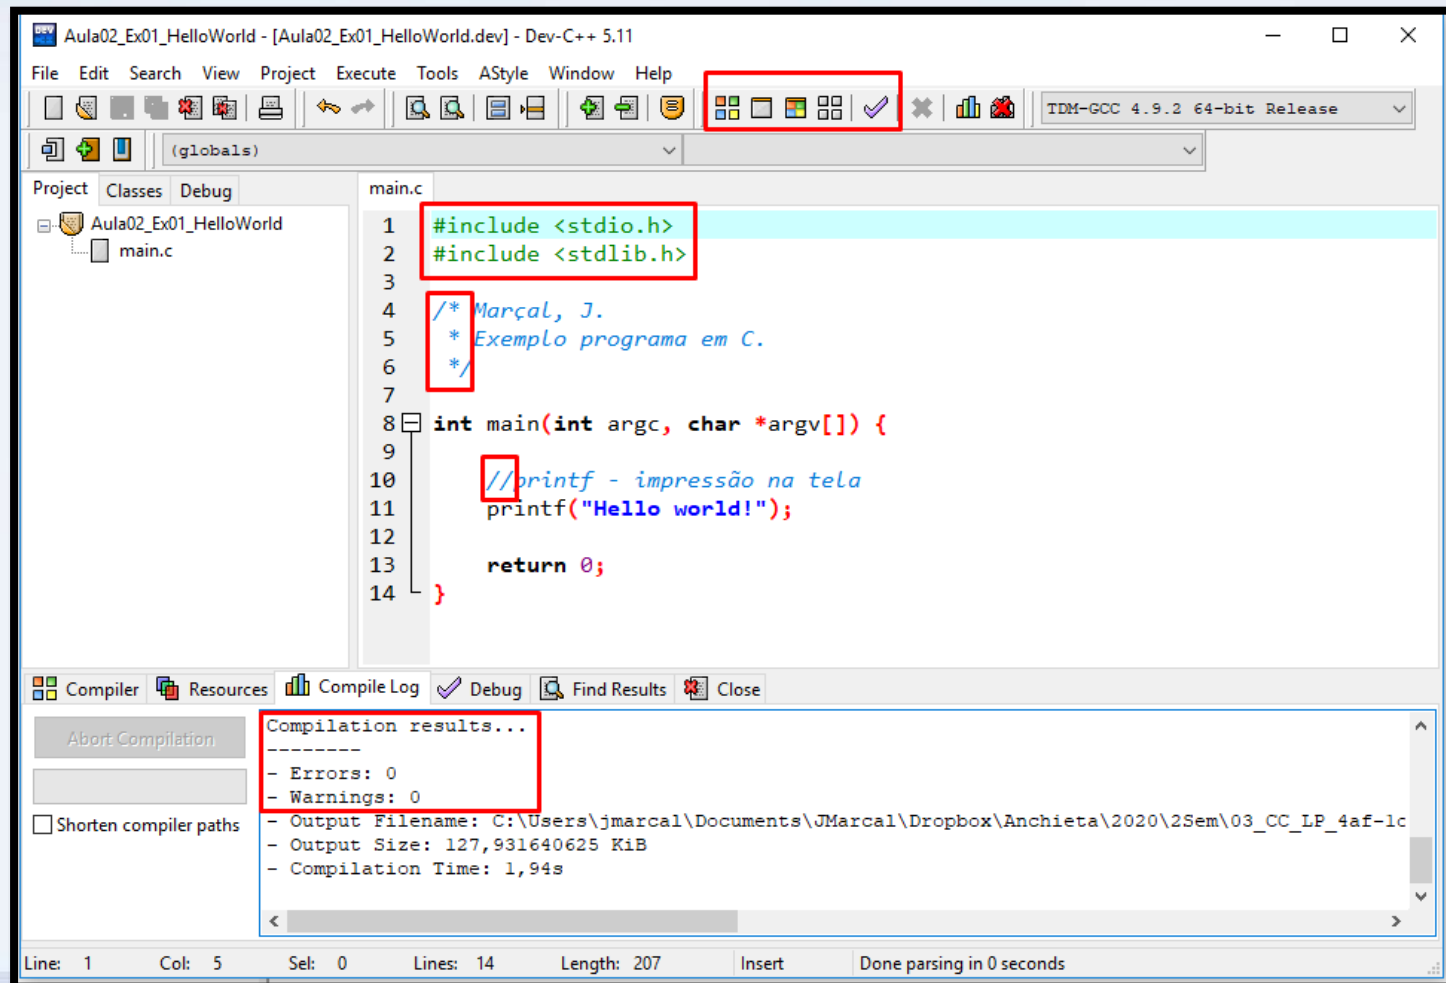 Aula02_Ex01_HelloWorld - [Aula02_Ex01_HelloWorld.dev] - Dev-C++ 5.11
File Edit Search View Project Execute Tools AStyle Window Help
TDM-GCC 4.9.2 64-bit Release
(globals)
Project Classes Debug
main.c
Aula02_Ex01_HelloWorld
main.c
1 #include <stdio.h>
2 #include <stdlib.h>
3
4 /* Marçal, J.
5 * Exemplo programa em C.
6 */
7
8 int main(int argc, char *argv[]) {
9
10 //printf - impressão na tela
11 printf("Hello world!");
12
13 return 0;
14 }
Compiler Resources Compile Log Debug Find Results Close
Abort Compilation
Shorten compiler paths
Compilation results...
--------
- Errors: 0
- Warnings: 0
- Output Filename: C:\Users\jmarcal\Documents\JMarcal\Dropbox\Anchieta\2020\2Sem\03_CC_LP_4af-1c
- Output Size: 127,931640625 KiB
- Compilation Time: 1,94s
Line: 1 Col: 5 Sel: 0 Lines: 14 Length: 207 Insert Done parsing in 0 seconds